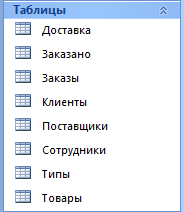 Таблицы
Доставка
Заказано
Заказы
Клиенты
Поставщики
Сотрудники
Типы
Товары